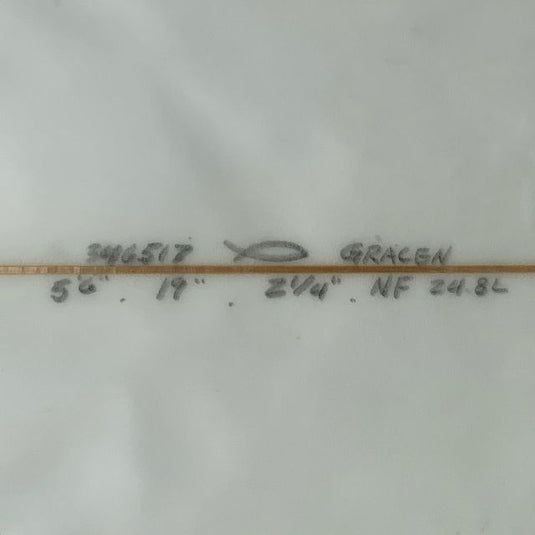 346517 GRACEN
5'6" . 19" . 2 1/4" . NF 24.8L